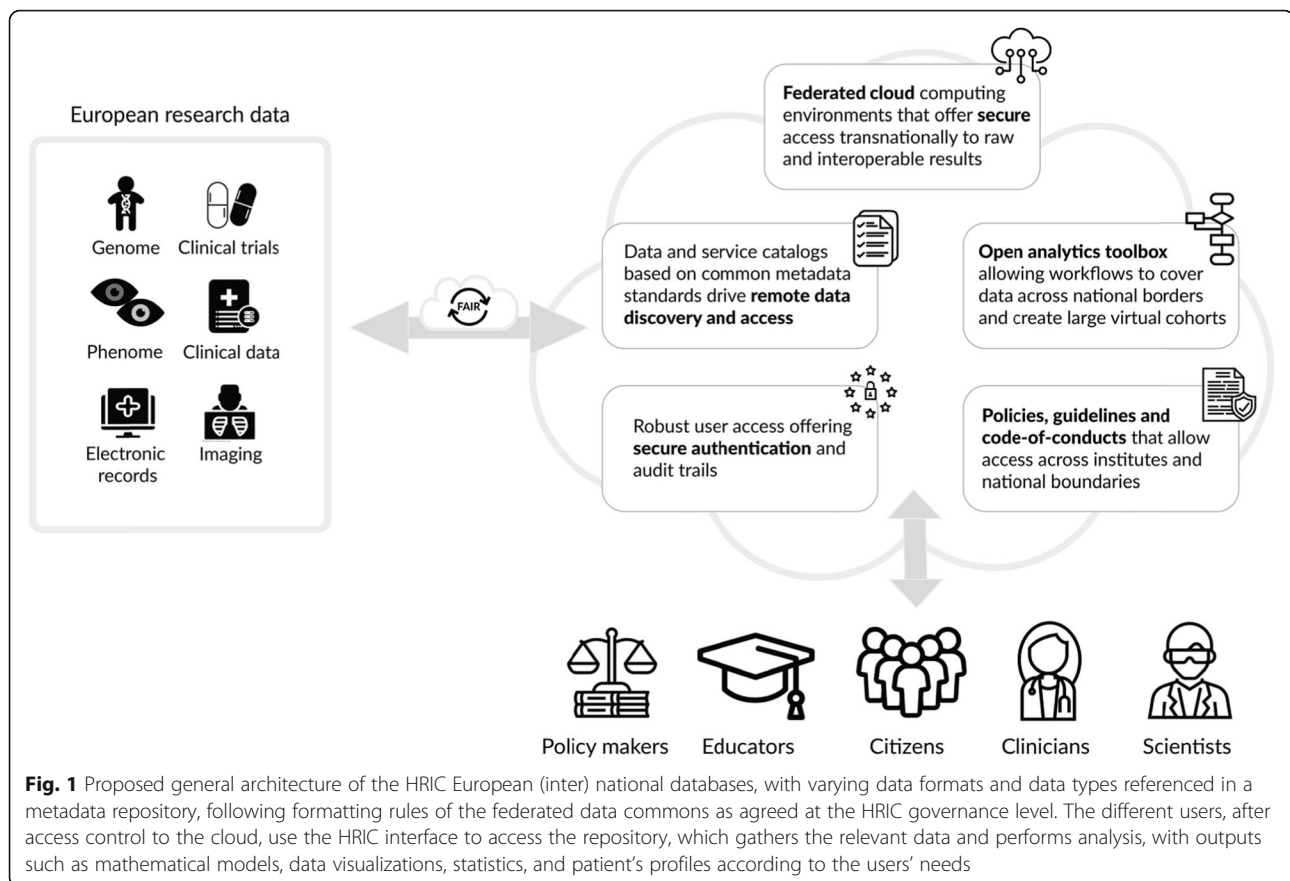 European research data
Genome
Clinical trials
Phenome
Clinical data
Electronic
records
Imaging
FAIR
Federated cloud computing
environments that offer secure
access transnationally to raw
and interoperable results
Data and service catalogs
based on common metadata
standards drive remote data
discovery and access
Open analytics toolbox
allowing workflows to cover
data across national borders
and create large virtual cohorts
Robust user access offering
secure authentication and
audit trails
Policies, guidelines and
code-of-conducts that allow
access across institutes and
national boundaries
Policy makers
Educators
Citizens
Clinicians
Scientists
Fig. 1 Proposed general architecture of the HRIC European (inter) national databases, with varying data formats and data types referenced in a
metadata repository, following formatting rules of the federated data commons as agreed at the HRIC governance level. The different users, after
access control to the cloud, use the HRIC interface to access the repository, which gathers the relevant data and performs analysis, with outputs
such as mathematical models, data visualizations, statistics, and patient's profiles according to the users' needs